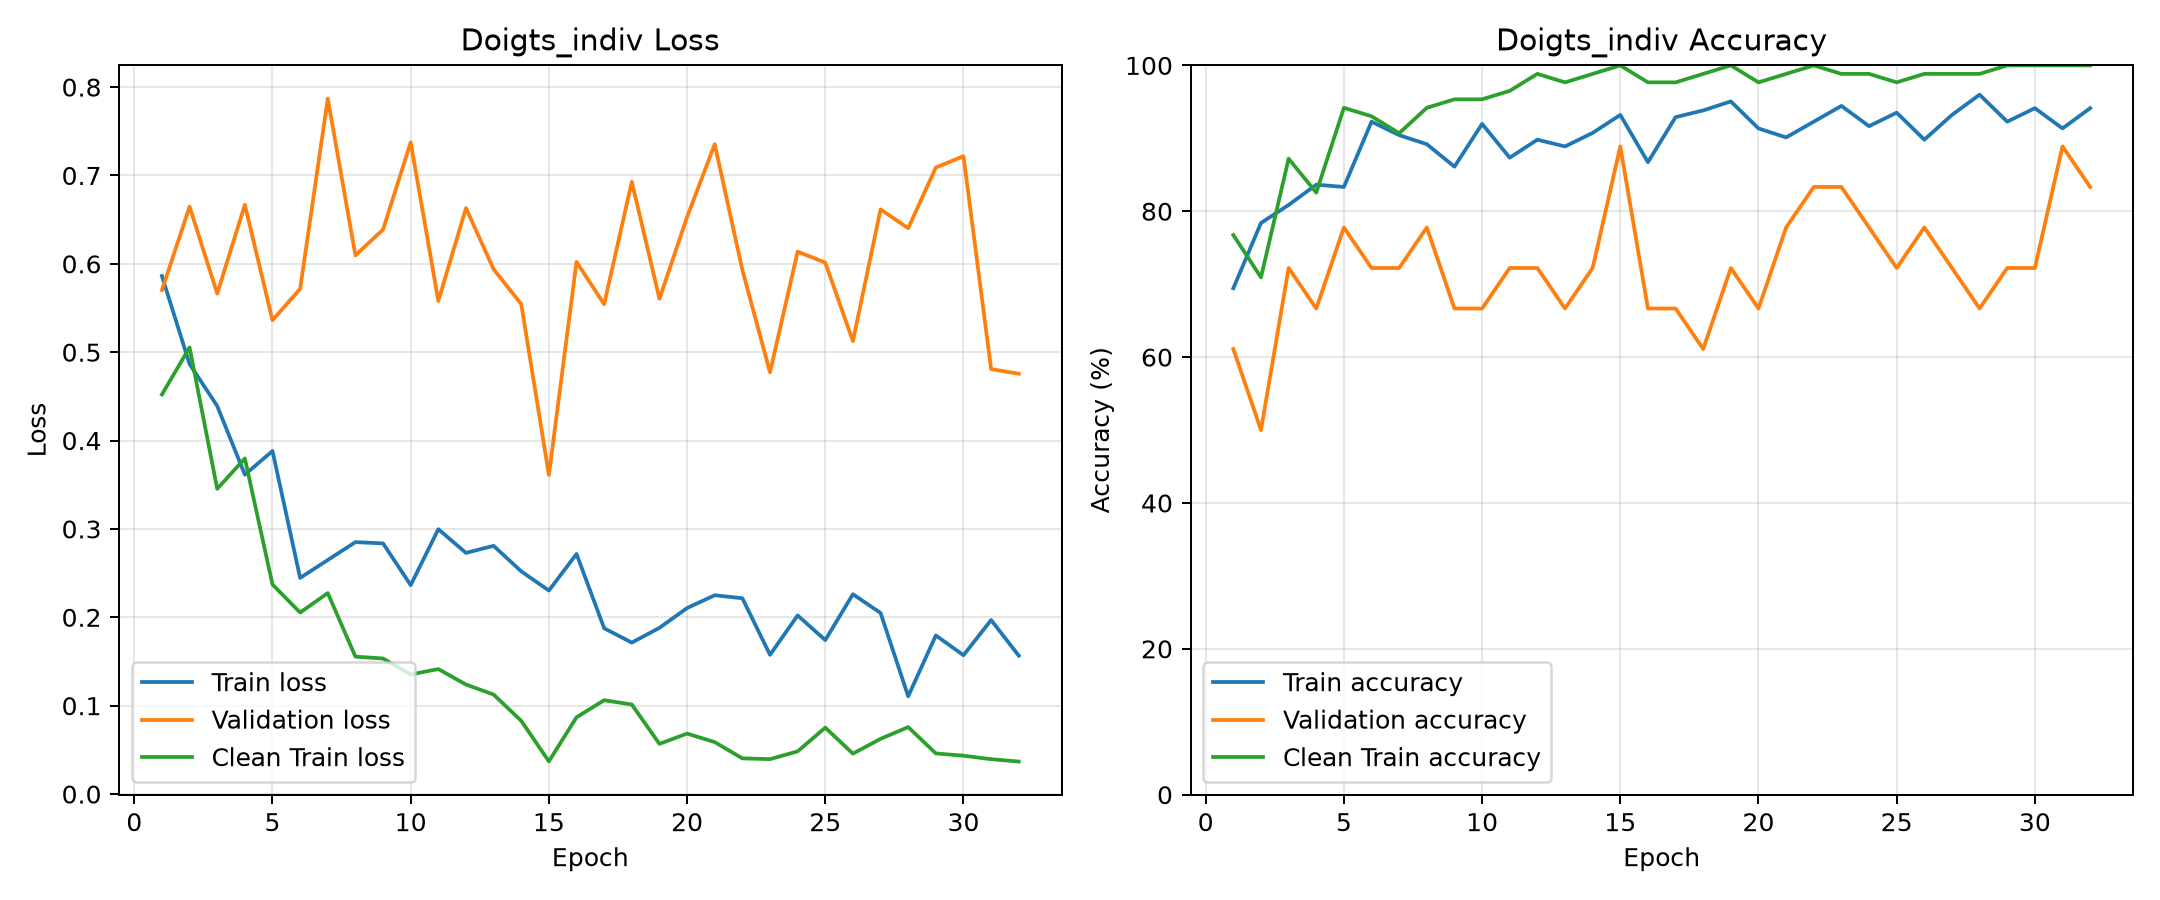 Doigts_indiv Loss
Loss
0.8
0.7
0.6
0.5
0.4
0.3
0.2
0.1
0.0
Train loss
Validation loss
Clean Train loss
0 5 10 15 20 25 30
Epoch
Doigts_indiv Accuracy
Accuracy (%)
100
80
60
40
20
0
Train accuracy
Validation accuracy
Clean Train accuracy
0 5 10 15 20 25 30
Epoch